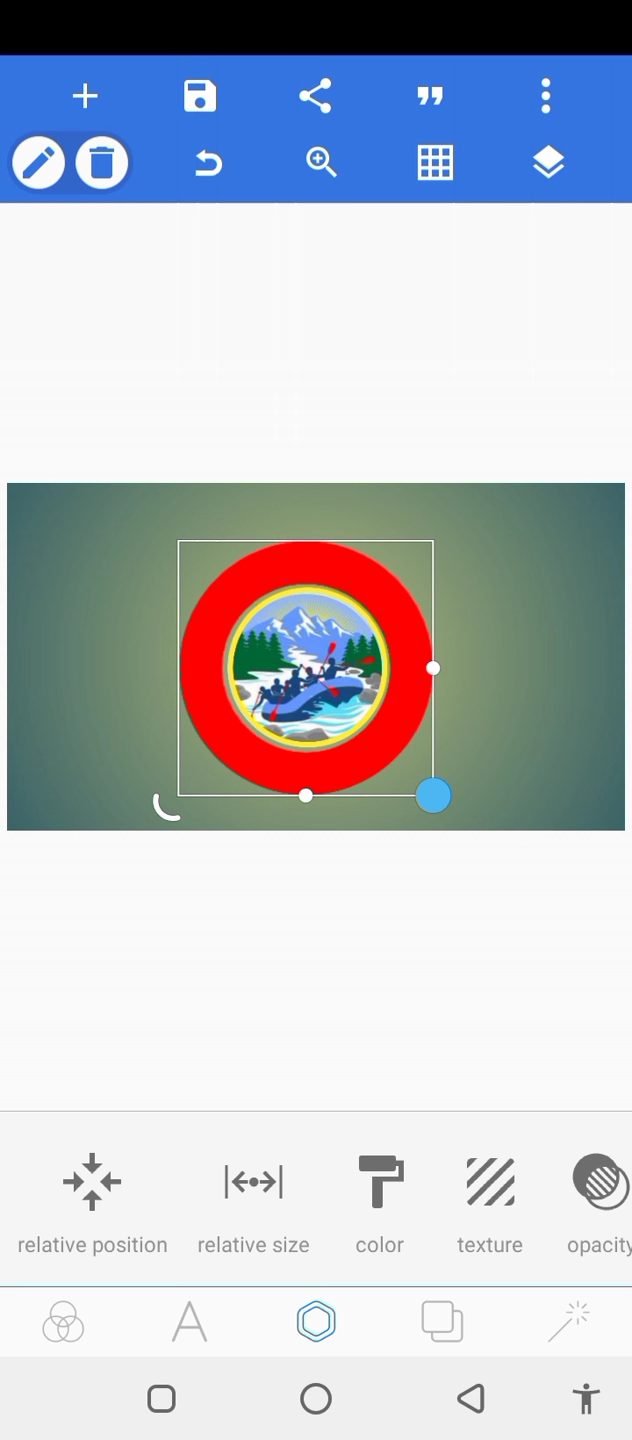 relative position
relative size
color
texture
opacity